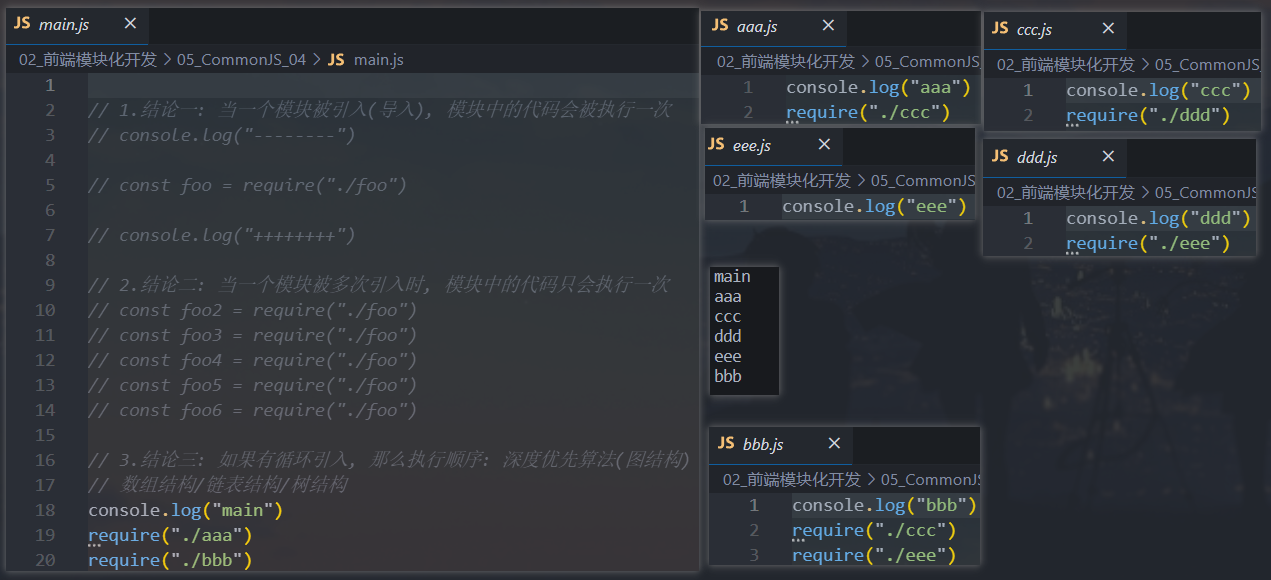 JS main.js ×
02_前端模块化开发 > 05_CommonJS_04 > JS main.js
1
2 // 1.结论一: 当一个模块被引入(导入), 模块中的代码会被执行一次
3 // console.log("--------")
4
5 // const foo = require("./foo")
6
7 // console.log("++++++++")
8
9 // 2.结论二: 当一个模块被多次引入时, 模块中的代码只会执行一次
10 // const foo2 = require("./foo")
11 // const foo3 = require("./foo")
12 // const foo4 = require("./foo")
13 // const foo5 = require("./foo")
14 // const foo6 = require("./foo")
15
16 // 3.结论三: 如果有循环引入, 那么执行顺序: 深度优先算法(图结构)
17 // 数组结构/链表结构/树结构
18 console.log("main")
19 require("./aaa")
20 require("./bbb")
JS aaa.js ×
02_前端模块化开发 > 05_CommonJS
1 console.log("aaa")
2 require("./ccc")
JS ccc.js ×
02_前端模块化开发 > 05_CommonJS_
1 console.log("ccc")
2 require("./ddd")
JS eee.js ×
02_前端模块化开发 > 05_CommonJS
1 console.log("eee")
JS ddd.js ×
02_前端模块化开发 > 05_CommonJS
1 console.log("ddd")
2 require("./eee")
main
aaa
ccc
ddd
eee
bbb
JS bbb.js ×
02_前端模块化开发 > 05_CommonJS
1 console.log("bbb")
2 require("./ccc")
3 require("./eee")